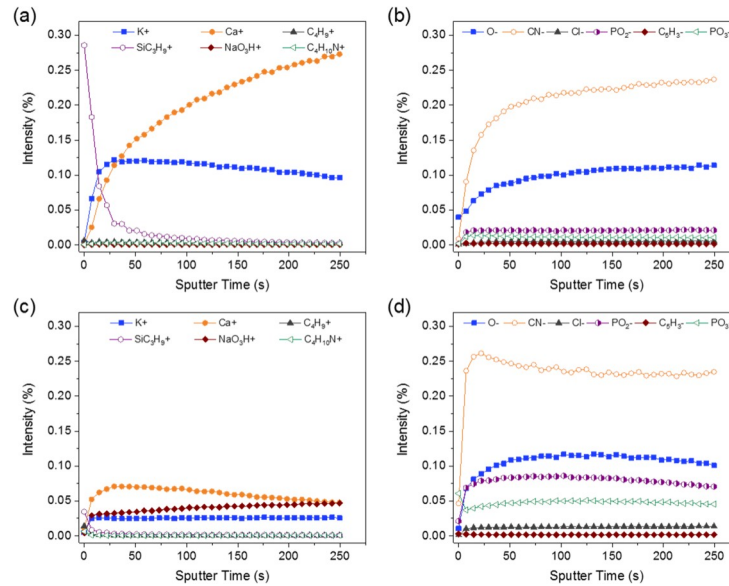 (a)
K+ Ca+ C₄H₉+
SiC₃H₉+ NaO₃H+ C₄H₁₀N+
0.30
0.25
0.20
0.15
0.10
0.05
0.00
Intensity (%)
0 50 100 150 200 250
Sputter Time (s)
(b)
O- CN- Cl- PO₂- C₅H₃- PO₃-
0.30
0.25
0.20
0.15
0.10
0.05
0.00
Intensity (%)
0 50 100 150 200 250
Sputter Time (s)
(c)
K+ Ca+ C₄H₉+
SiC₃H₉+ NaO₃H+ C₄H₁₀N+
0.30
0.25
0.20
0.15
0.10
0.05
0.00
Intensity (%)
0 50 100 150 200 250
Sputter Time (s)
(d)
O- CN- Cl- PO₂- C₅H₃- PO₃-
0.30
0.25
0.20
0.15
0.10
0.05
0.00
Intensity (%)
0 50 100 150 200 250
Sputter Time (s)